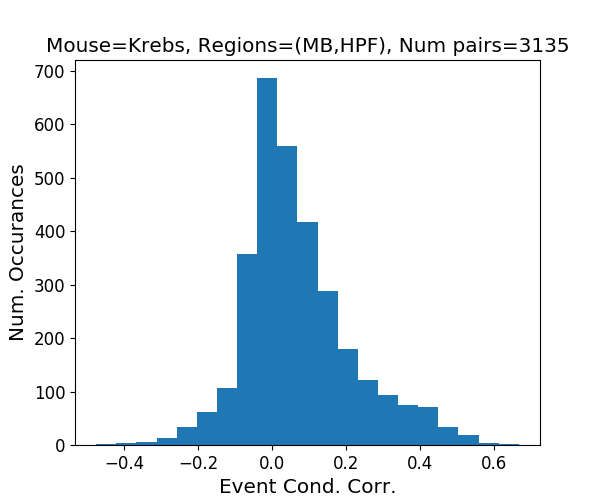 Mouse=Krebs, Regions=(MB,HPF), Num pairs=3135
Num. Occurances
700
600
500
400
300
200
100
0
−0.4 −0.2 0.0 0.2 0.4 0.6
Event Cond. Corr.